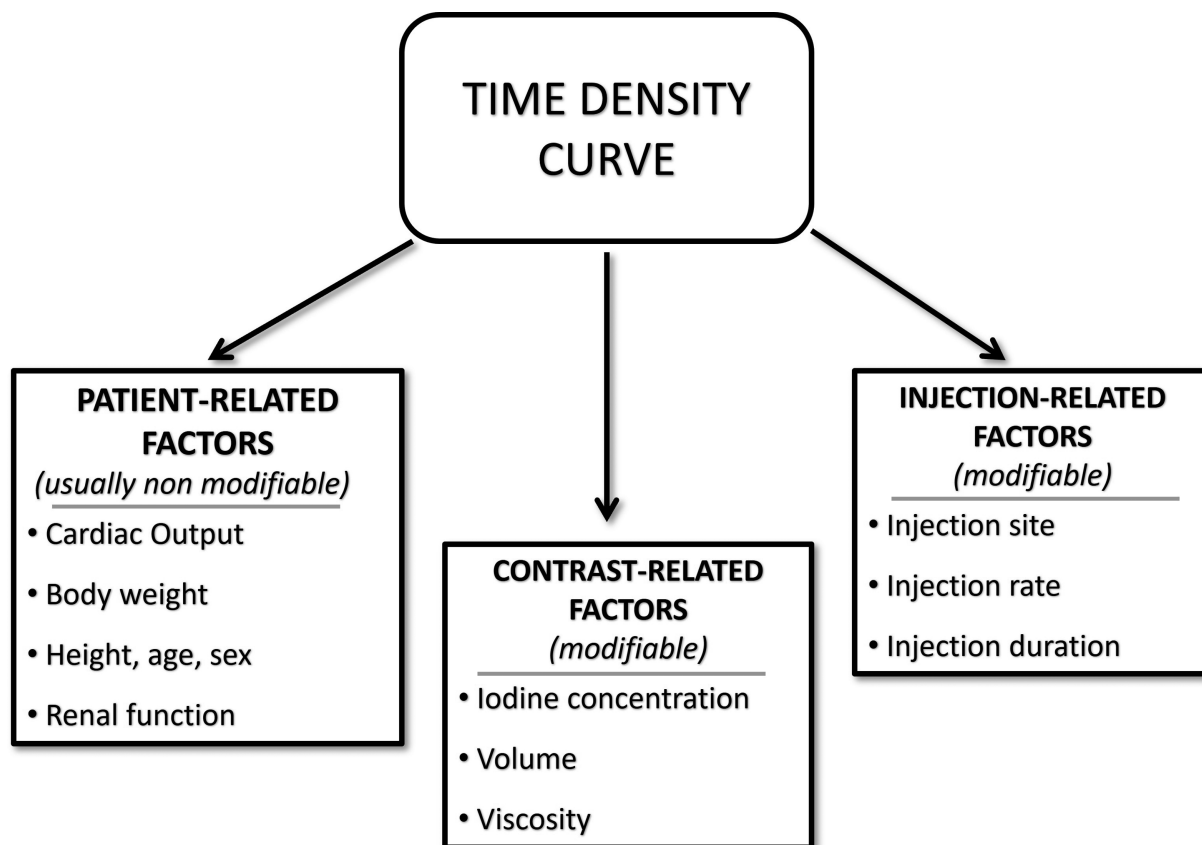 TIME DENSITY
CURVE
PATIENT-RELATED
FACTORS
(usually non modifiable)
• Cardiac Output
• Body weight
• Height, age, sex
• Renal function
CONTRAST-RELATED
FACTORS
(modifiable)
• Iodine concentration
• Volume
• Viscosity
INJECTION-RELATED
FACTORS
(modifiable)
• Injection site
• Injection rate
• Injection duration